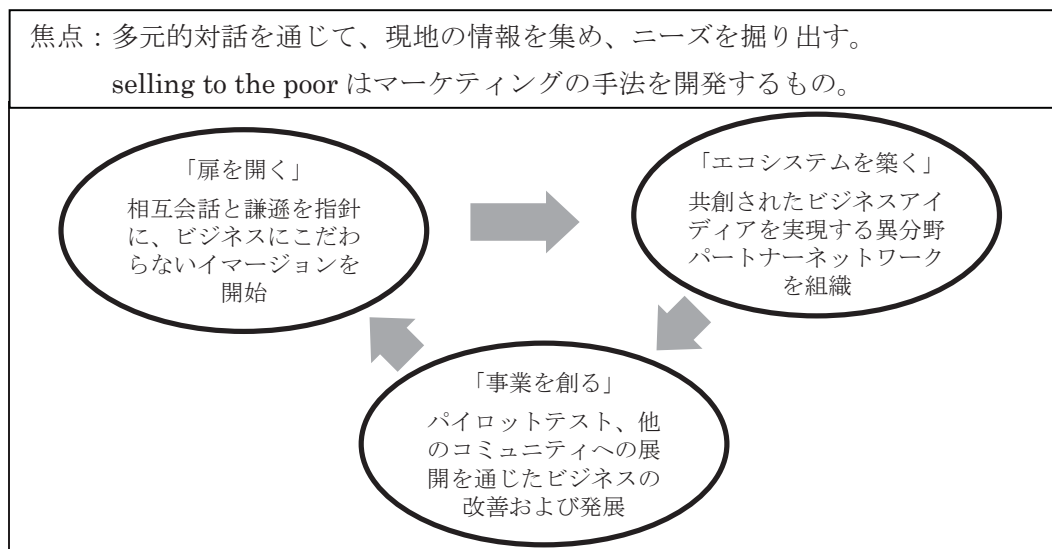 焦点：多元的対話を通じて、現地の情報を集め、ニーズを掘り出す。
selling to the poor はマーケティングの手法を開発するもの。
「扉を開く」
相互会話と謙遜を指針
に、ビジネスにこだわ
らないイマージョンを
開始
「エコシステムを築く」
共創されたビジネスアイ
ディアを実現する異分野
パートナーネットワーク
を組織
「事業を創る」
パイロットテスト、他
のコミュニティへの展
開を通じたビジネスの
改善および発展